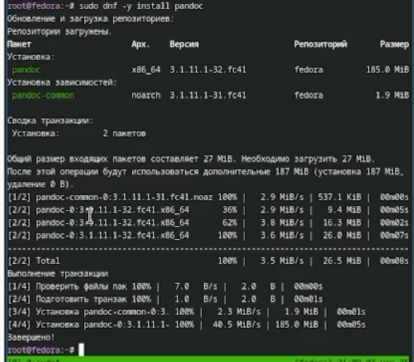 root@fedora:~# sudo dnf -y install pandoc
Обновление и загрузка репозиториев:
Репозитории загружены.
Пакет Арх. Версия Репозиторий Размер
Установка:
pandoc x86_64 3.1.11.1-32.fc41 fedora 185.0 MiB
Установка зависимостей:
pandoc-common noarch 3.1.11.1-31.fc41 fedora 1.9 MiB
Сводка транзакции:
Установка: 2 пакетов
Общий размер входящих пакетов составляет 27 MiB. Необходимо загрузить 27 MiB.
После этой операции будут использоваться дополнительные 187 MiB (установка 187 MiB,
удаление 0 B).
[1/2] pandoc-common-0:3.1.11.1-31.fc41.noar 100% | 2.9 MiB/s | 537.1 KiB | 00m00s
[2/2] pandoc-0:3.1.11.1-32.fc41.x86_64 36% | 2.9 MiB/s | 9.4 MiB | 00m05s
[2/2] pandoc-0:3.1.11.1-32.fc41.x86_64 62% | 3.8 MiB/s | 16.3 MiB | 00m02s
[2/2] pandoc-0:3.1.11.1-32.fc41.x86_64 100% | 3.6 MiB/s | 26.0 MiB | 00m07s
--------------------------------------------------------------------------------
[2/2] Total 100% | 3.5 MiB/s | 26.5 MiB | 00m08s
Выполнение транзакции
[1/4] Проверить файлы пак 100% | 7.0 B/s | 2.0 B | 00m00s
[2/4] Подготовить транзак 100% | 1.0 B/s | 2.0 B | 00m01s
[3/4] Установка pandoc-common-0:3. | 2.3 MiB/s | 1.9 MiB | 00m01s
[4/4] Установка pandoc-0:3.1.11.1- | 40.5 MiB/s | 185.0 MiB | 00m05s
Завершено!
root@fedora:~#